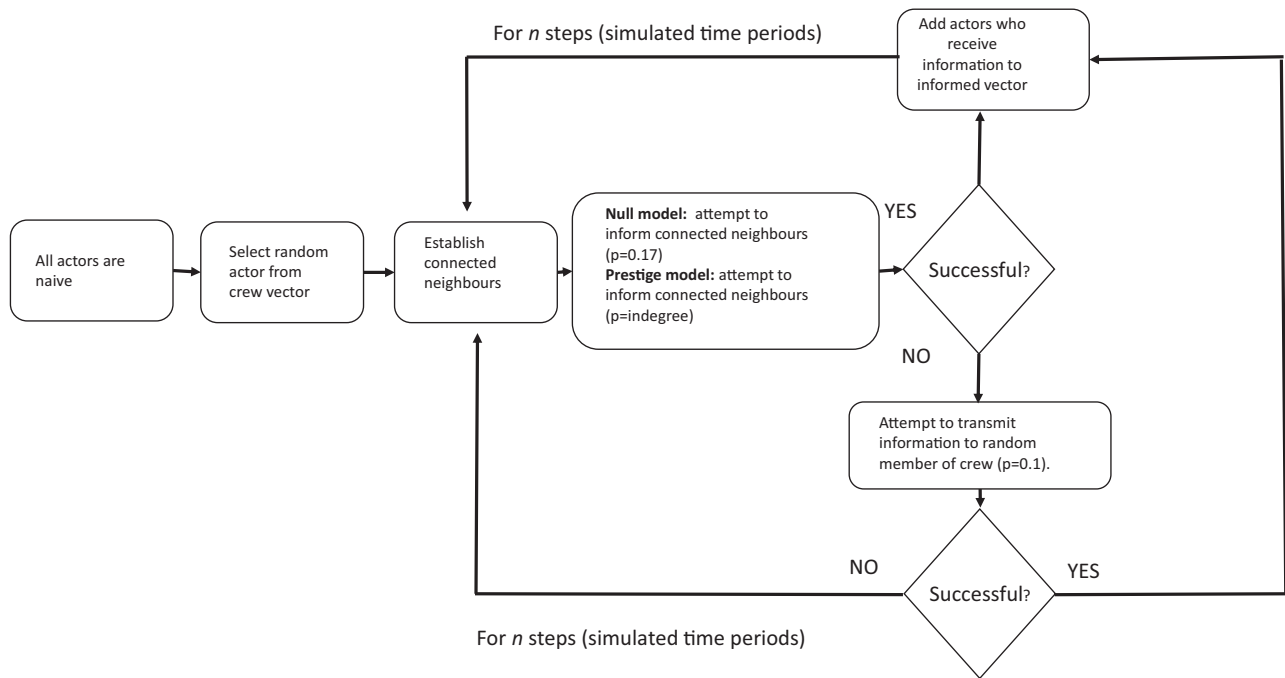 For n steps (simulated time periods)
Add actors who
receive
information to
informed vector
All actors are
naive
Select random
actor from
crew vector
Establish
connected
neighbours
Null model: attempt to
inform connected neighbours
(p=0.17)
Prestige model: attempt to
inform connected neighbours
(p=indegree)
YES
Successful?
NO
Attempt to transmit
information to random
member of crew (p=0.1).
NO
Successful?
YES
For n steps (simulated time periods)